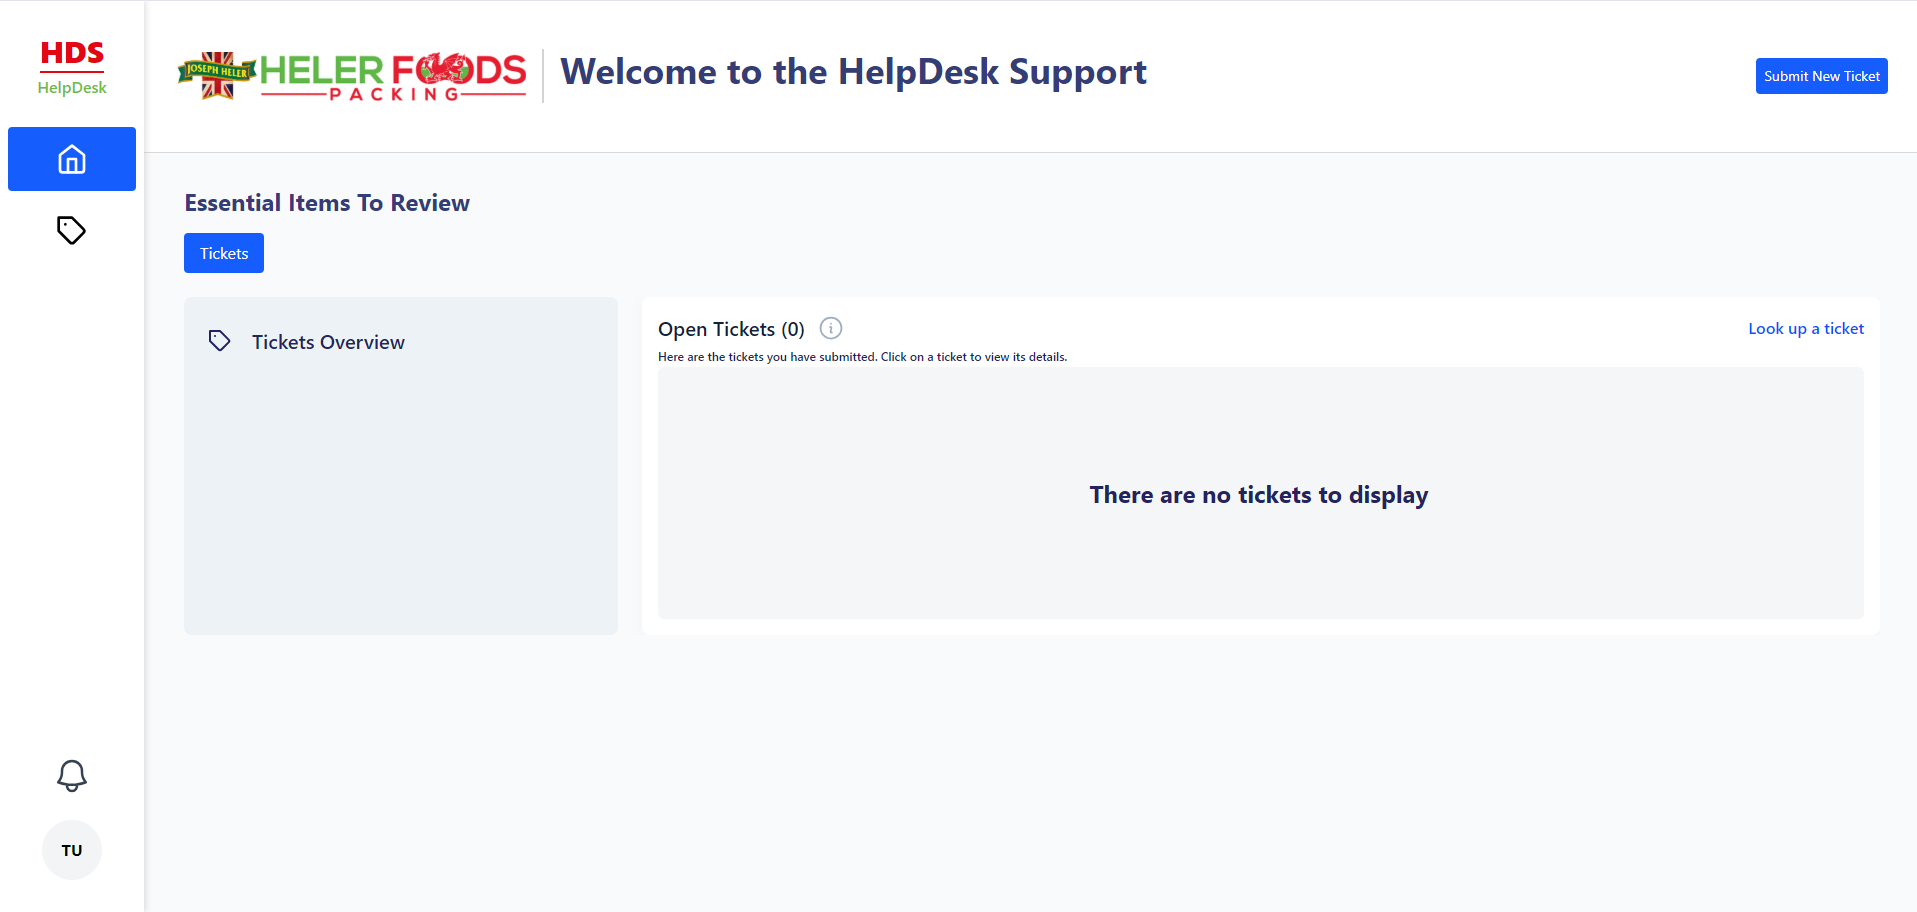 HDS
HelpDesk
JOSEPH HELER
HELER FOODS
PACKING
Welcome to the HelpDesk Support
Submit New Ticket
Essential Items To Review
Tickets
Tickets Overview
Open Tickets (0)
Look up a ticket
Here are the tickets you have submitted. Click on a ticket to view its details.
There are no tickets to display
TU